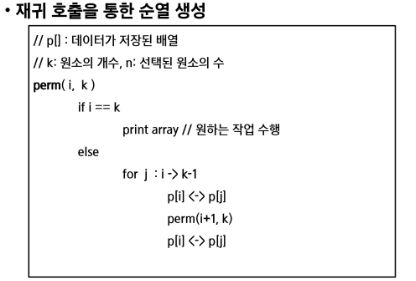 • 재귀 호출을 통한 순열 생성
// p[] : 데이터가 저장된 배열
// k: 원소의 개수, n: 선택된 원소의 수
perm( i, k )
if i == k
print array // 원하는 작업 수행
else
for j : i -> k-1
p[i] <-> p[j]
perm(i+1, k)
p[i] <-> p[j]